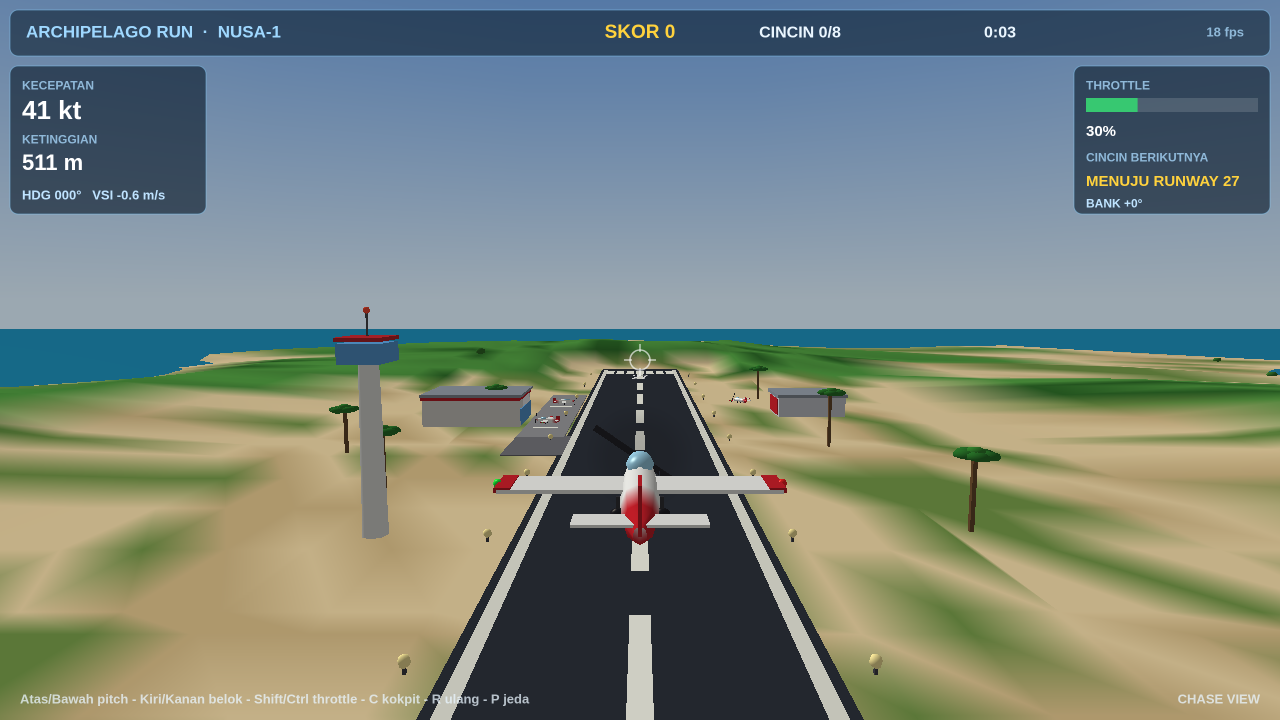 ARCHIPELAGO RUN · NUSA-1
SKOR 0
CINCIN 0/8
0:03
18 fps
KECEPATAN
41 kt
KETINGGIAN
511 m
HDG 000° VSI -0.6 m/s
THROTTLE
30%
CINCIN BERIKUTNYA
MENUJU RUNWAY 27
BANK +0°
Atas/Bawah pitch - Kiri/Kanan belok - Shift/Ctrl throttle - C kokpit - R ulang - P jeda
CHASE VIEW